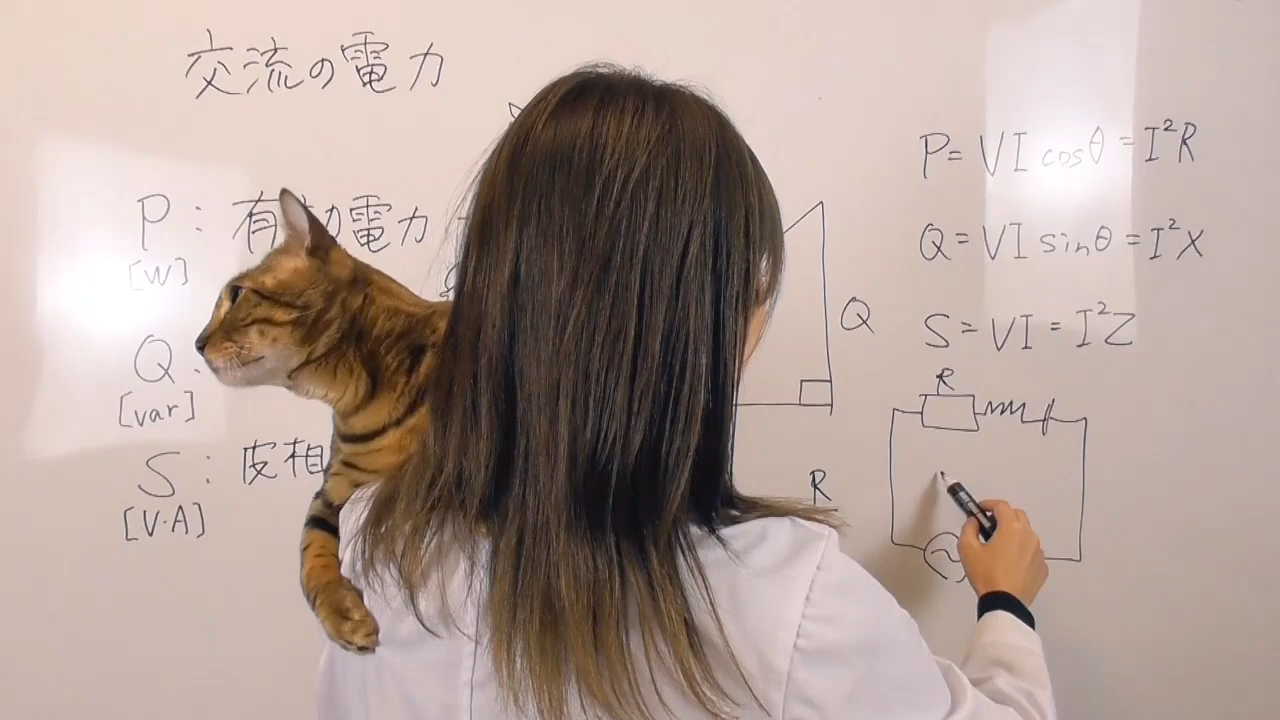 交流の電力
P: 有効電力
[W]
Q:
[var]
S: 皮相
[V·A]
Q
R
P= VI cosθ = I²R
Q= VI sinθ = I²X
S= VI = I²Z
R